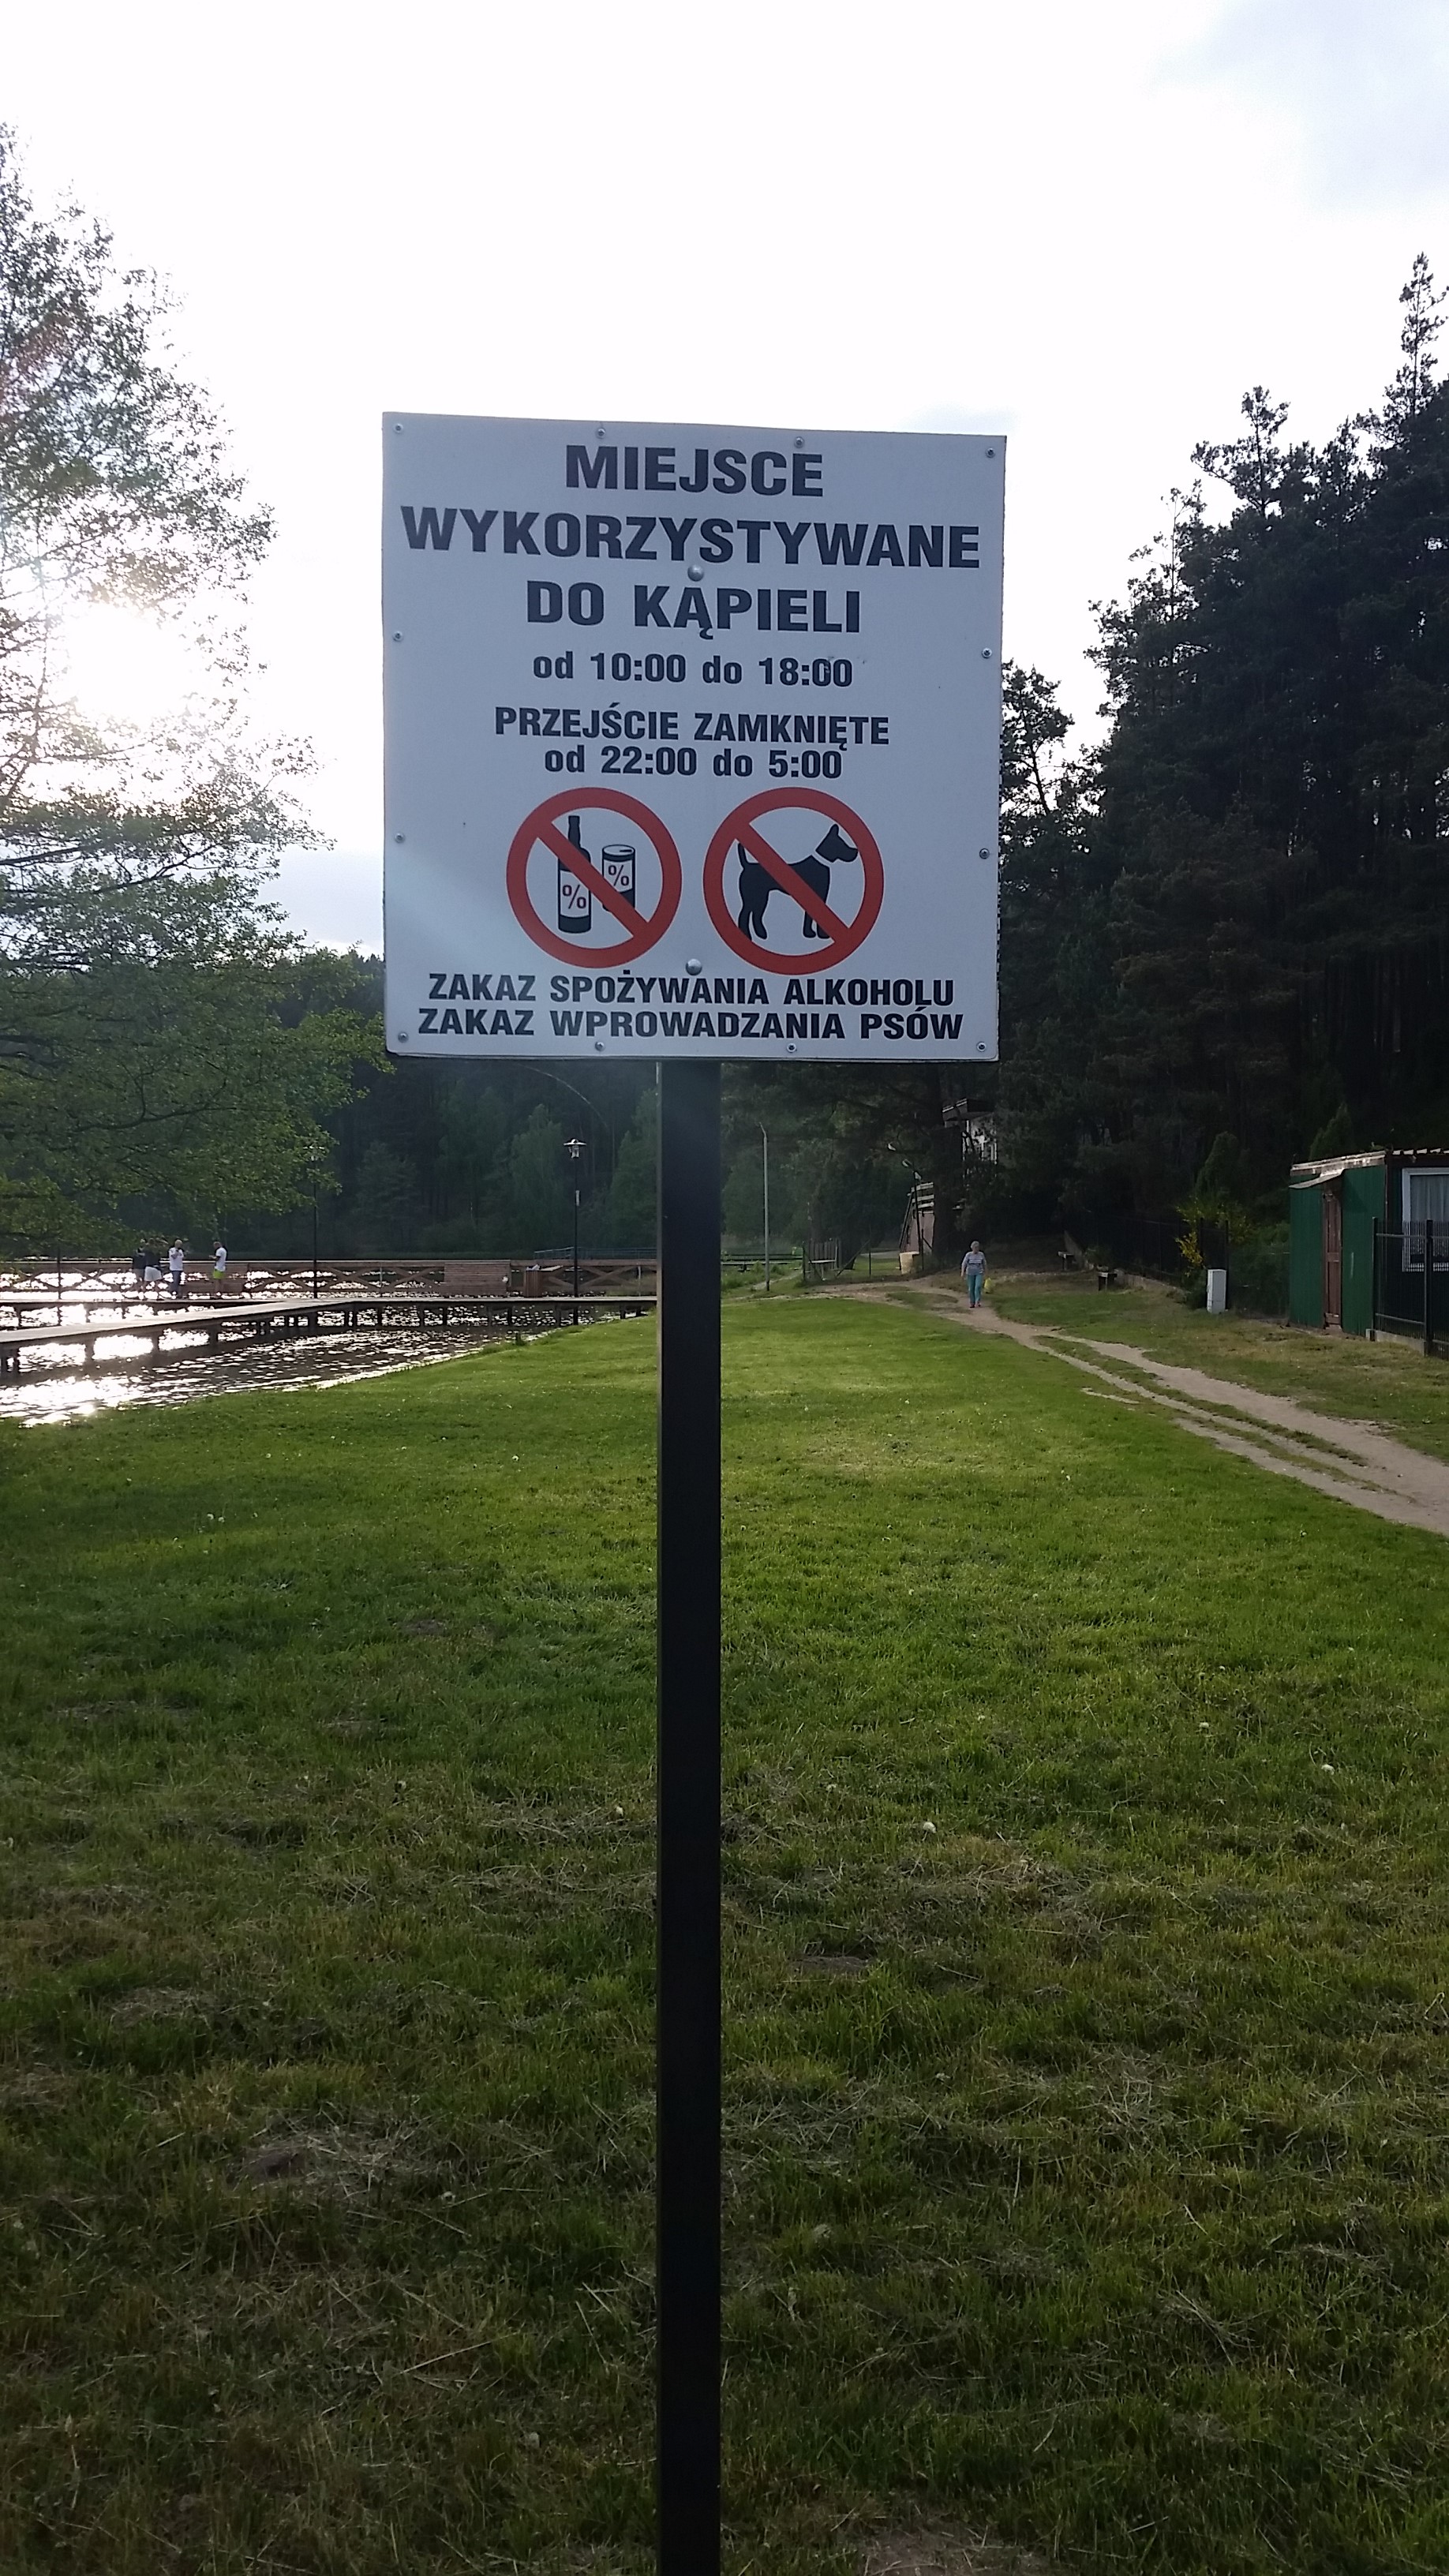 MIEJSCE
WYKORZYSTYWANE
DO KĄPIELI
od 10:00 do 18:00
PRZEJŚCIE ZAMKNIĘTE
od 22:00 do 5:00
% %
ZAKAZ SPOŻYWANIA ALKOHOLU
ZAKAZ WPROWADZANIA PSÓW